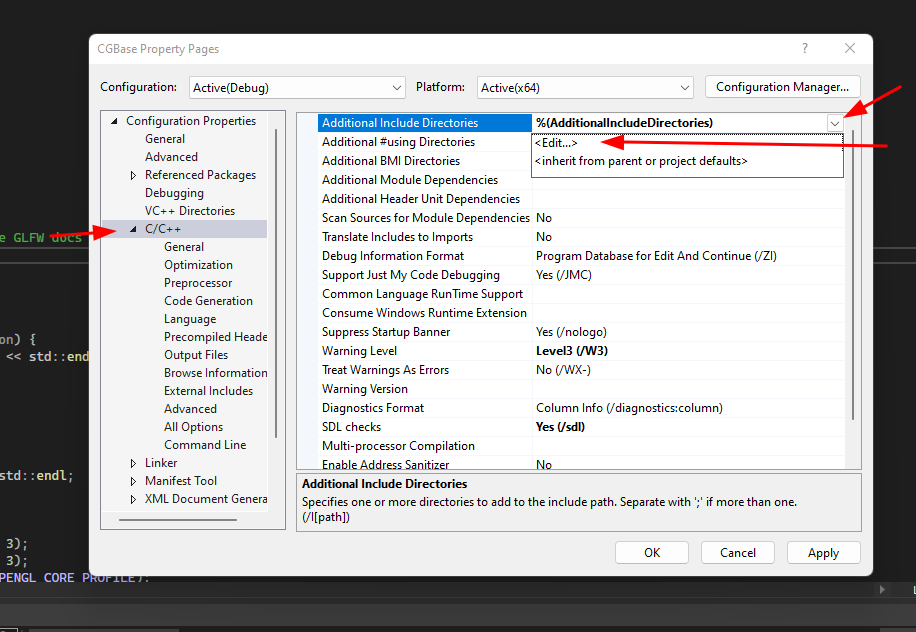 CGBase Property Pages
?
Configuration: Active(Debug) Platform: Active(x64) Configuration Manager...
Configuration Properties
General
Advanced
Referenced Packages
Debugging
VC++ Directories
C/C++
General
Optimization
Preprocessor
Code Generation
Language
Precompiled Heade
Output Files
Browse Information
External Includes
Advanced
All Options
Command Line
Linker
Manifest Tool
XML Document Genera
Additional Include Directories %(AdditionalIncludeDirectories)
Additional #using Directories <Edit...>
Additional BMI Directories <inherit from parent or project defaults>
Additional Module Dependencies
Additional Header Unit Dependencies
Scan Sources for Module Dependencies No
Translate Includes to Imports No
Debug Information Format Program Database for Edit And Continue (/ZI)
Support Just My Code Debugging Yes (/JMC)
Common Language RunTime Support
Consume Windows Runtime Extension
Suppress Startup Banner Yes (/nologo)
Warning Level Level3 (/W3)
Treat Warnings As Errors No (/WX-)
Warning Version
Diagnostics Format Column Info (/diagnostics:column)
SDL checks Yes (/sdl)
Multi-processor Compilation
Enable Address Sanitizer No
Additional Include Directories
Specifies one or more directories to add to the include path. Separate with ';' if more than one.
(/I[path])
OK Cancel Apply
e GLFW docs
on) {
<< std::end
std::endl;
3);
3);
PENGL_CORE_PROFILE);